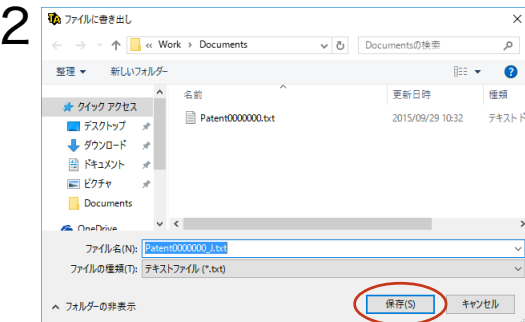 2
ファイルに書き出し
« Work › Documents
Documentsの検索
整理 新しいフォルダー
名前 更新日時 種類
クイック アクセス
Patent0000000.txt 2015/09/29 10:32 テキスト
デスクトップ
ダウンロード
ドキュメント
ピクチャ
Documents
OneDrive
ファイル名(N): Patent0000000_J.txt
ファイルの種類(T): テキストファイル (*.txt)
フォルダーの非表示 保存(S) キャンセル